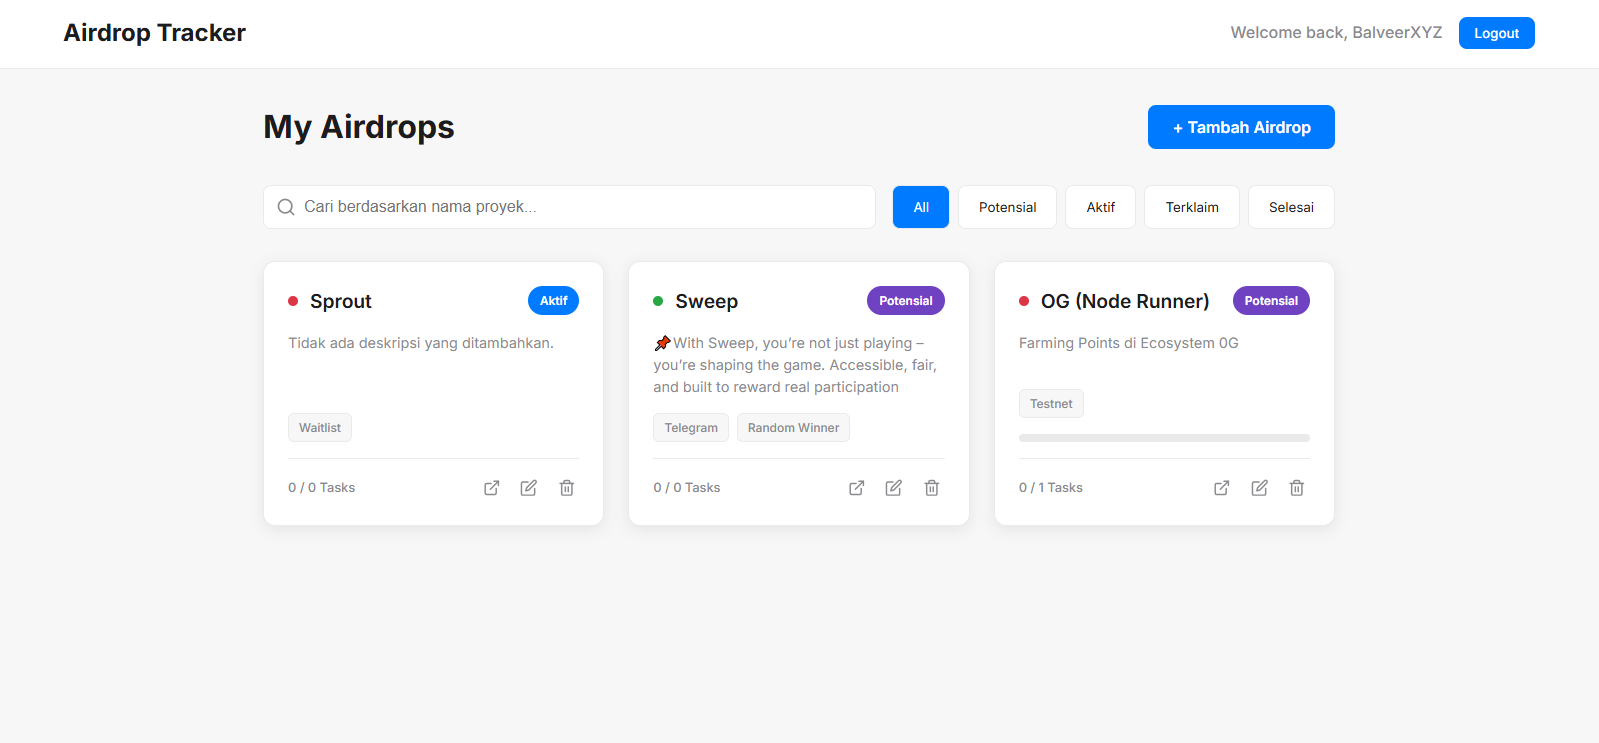 Airdrop Tracker
Welcome back, BalveerXYZ
Logout
My Airdrops
+ Tambah Airdrop
Cari berdasarkan nama proyek...
All
Potensial
Aktif
Terklaim
Selesai
Sprout
Aktif
Tidak ada deskripsi yang ditambahkan.
Waitlist
0 / 0 Tasks
Sweep
Potensial
📌With Sweep, you’re not just playing –
you’re shaping the game. Accessible, fair,
and built to reward real participation
Telegram
Random Winner
0 / 0 Tasks
OG (Node Runner)
Potensial
Farming Points di Ecosystem 0G
Testnet
0 / 1 Tasks